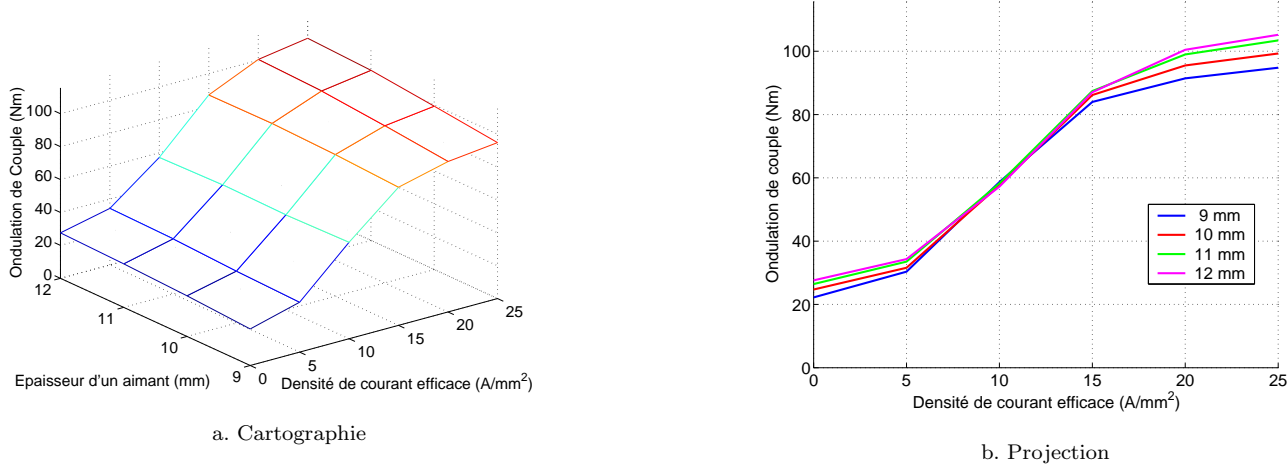 Ondulation de Couple (Nm)
100
80
60
40
20
0
12
11
10
9
0
5
10
15
20
25
Epaisseur d'un aimant (mm)
Densité de courant efficace (A/mm²)
a. Cartographie
Ondulation de couple (Nm)
100
80
60
40
20
0
0
5
10
15
20
25
Densité de courant efficace (A/mm²)
9 mm
10 mm
11 mm
12 mm
b. Projection